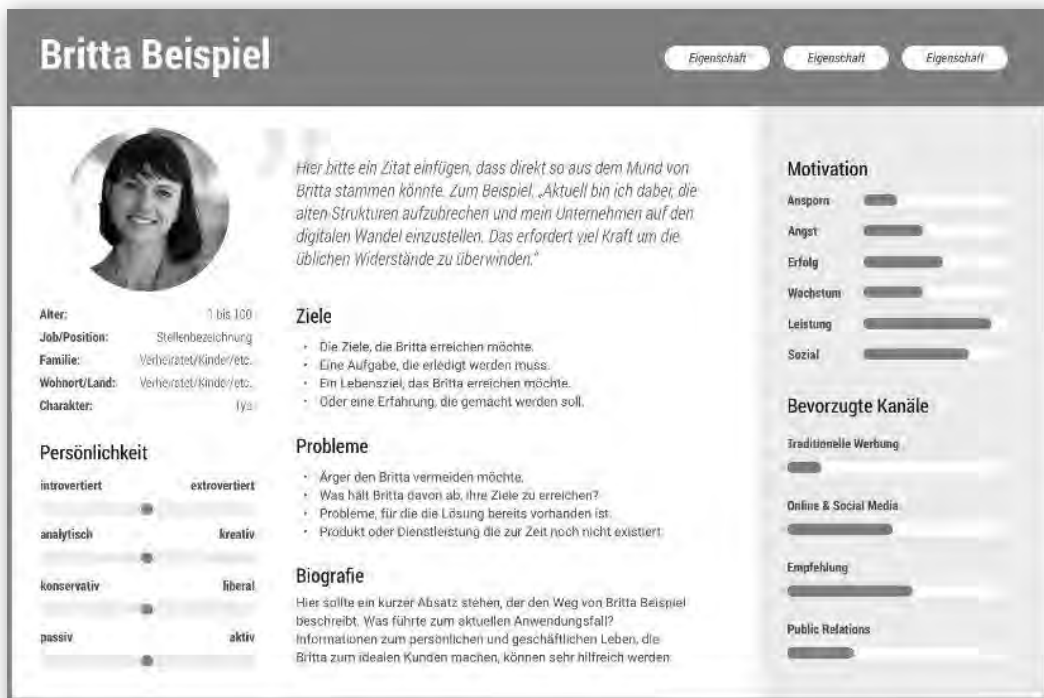 Britta Beispiel
Eigenschaft
Eigenschaft
Eigenschaft
Hier bitte ein Zitat einfügen, dass direkt so aus dem Mund von
Britta stammen könnte. Zum Beispiel, „Aktuell bin ich dabei, die
alten Strukturen aufzubrechen und mein Unternehmen auf den
digitalen Wandel einzustellen. Das erfordert viel Kraft um die
üblichen Widerstände zu überwinden."
Alter: 1 bis 100
Job/Position: Stellenbezeichnung
Familie: Verheiratet/Kinder/etc.
Wohnort/Land: Verheiratet/Kinder/etc.
Charakter: Typ
Persönlichkeit
introvertiert extrovertiert
analytisch kreativ
konservativ liberal
passiv aktiv
Ziele
• Die Ziele, die Britta erreichen möchte.
• Eine Aufgabe, die erledigt werden muss.
• Ein Lebensziel, das Britta erreichen möchte.
• Oder eine Erfahrung, die gemacht werden soll.
Probleme
• Ärger den Britta vermeiden möchte.
• Was hält Britta davon ab, ihre Ziele zu erreichen?
• Probleme, für die die Lösung bereits vorhanden ist.
• Produkt oder Dienstleistung die zur Zeit noch nicht existiert
Biografie
Hier sollte ein kurzer Absatz stehen, der den Weg von Britta Beispiel
beschreibt. Was führte zum aktuellen Anwendungsfall?
Informationen zum persönlichen und geschäftlichen Leben, die
Britta zum idealen Kunden machen, können sehr hilfreich werden
Motivation
Ansporn
Angst
Erfolg
Wachstum
Leistung
Sozial
Bevorzugte Kanäle
Traditionelle Werbung
Online & Social Media
Empfehlung
Public Relations